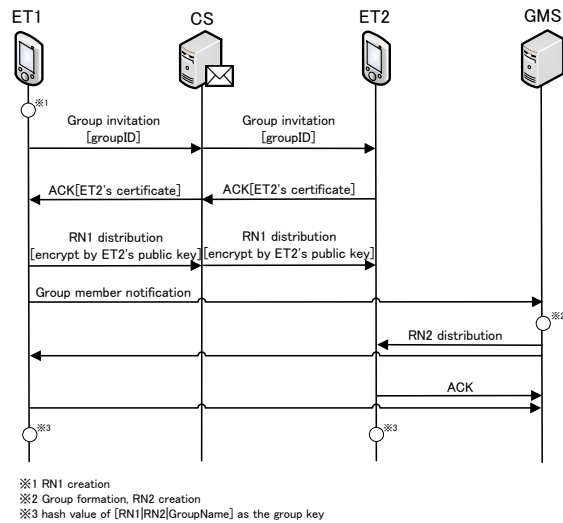 ET1 CS ET2 GMS
※1
Group invitation Group invitation
[groupID] [groupID]
ACK[ET2's certificate] ACK[ET2's certificate]
RN1 distribution RN1 distribution
[encrypt by ET2's public key] [encrypt by ET2's public key]
Group member notification
※2
RN2 distribution
ACK
※3 ※3
※1 RN1 creation
※2 Group formation, RN2 creation
※3 hash value of [RN1|RN2|GroupName] as the group key